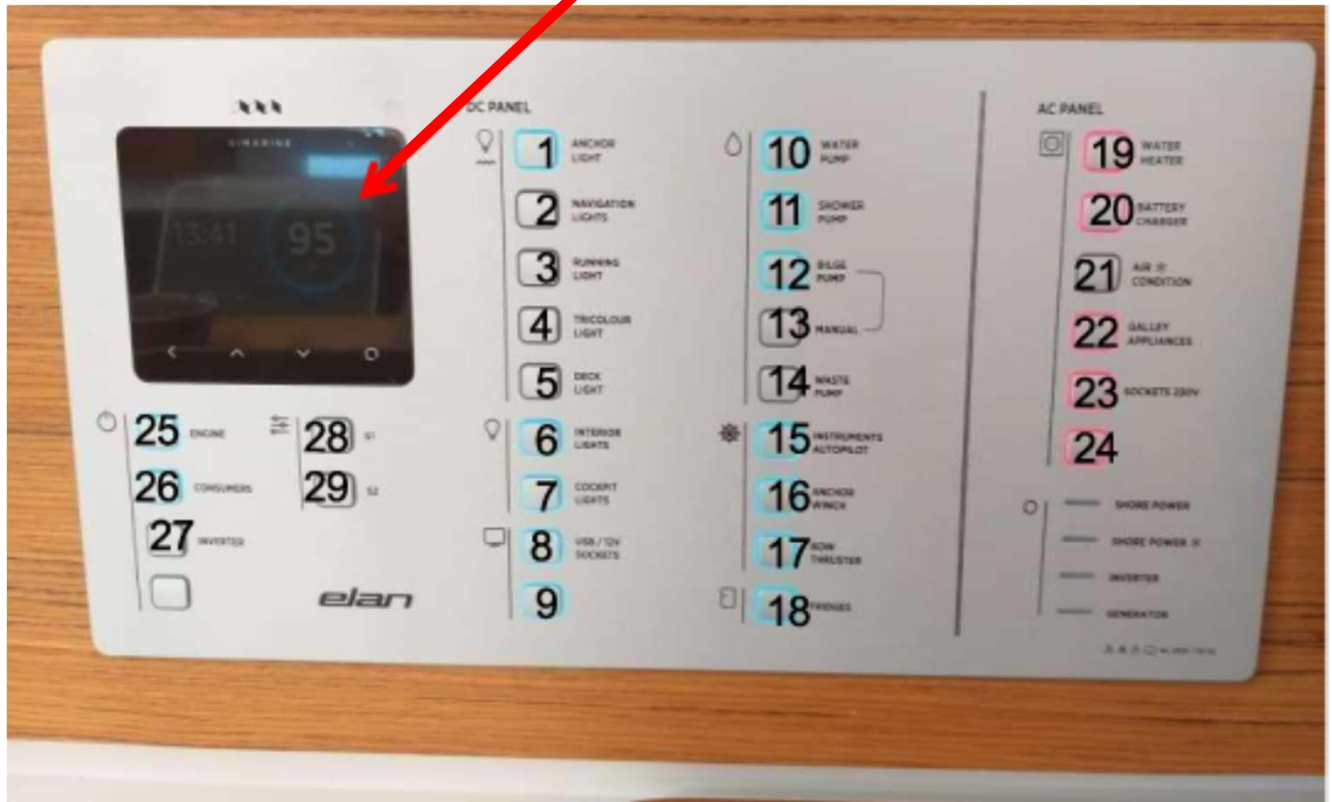 SIMARINE
13:41
95
DC PANEL
1 ANCHOR
LIGHT
2 NAVIGATION
LIGHTS
3 RUNNING
LIGHT
4 TRICOLOUR
LIGHT
5 DECK
LIGHT
6 INTERIOR
LIGHTS
7 COCKPIT
LIGHTS
8 USB / 12V
SOCKETS
9
10 WATER
PUMP
11 SHOWER
PUMP
12 BILGE
PUMP
13 MANUAL
14 WASTE
PUMP
15 INSTRUMENTS
AUTOPILOT
16 ANCHOR
WINCH
17 BOW
THRUSTER
18 FRIDGES
AC PANEL
19 WATER
HEATER
20 BATTERY
CHARGER
21 AIR
CONDITION
22 GALLEY
APPLIANCES
23 SOCKETS 230V
24
SHORE POWER
SHORE POWER
INVERTER
GENERATOR
25 ENGINE
26 CONSUMERS
27 INVERTER
28 S1
29 S2
elan